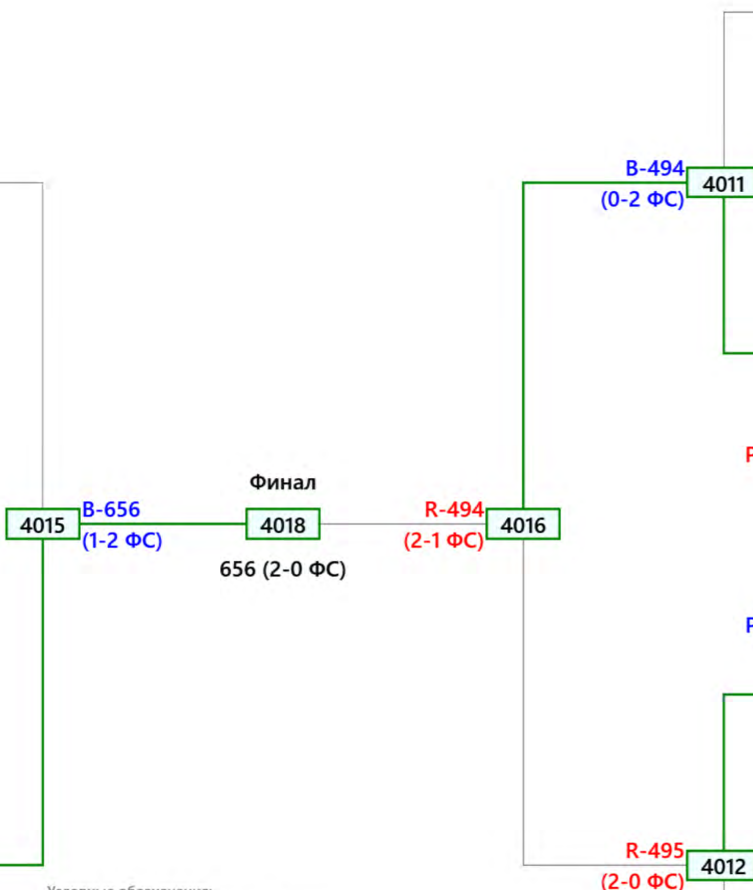 B-494
4011
(0-2 ФС)
Финал
B-656
R-494
4015
4018
4016
(1-2 ФС)
(2-1 ФС)
656 (2-0 ФС)
R-495
4012
(2-0 ФС)